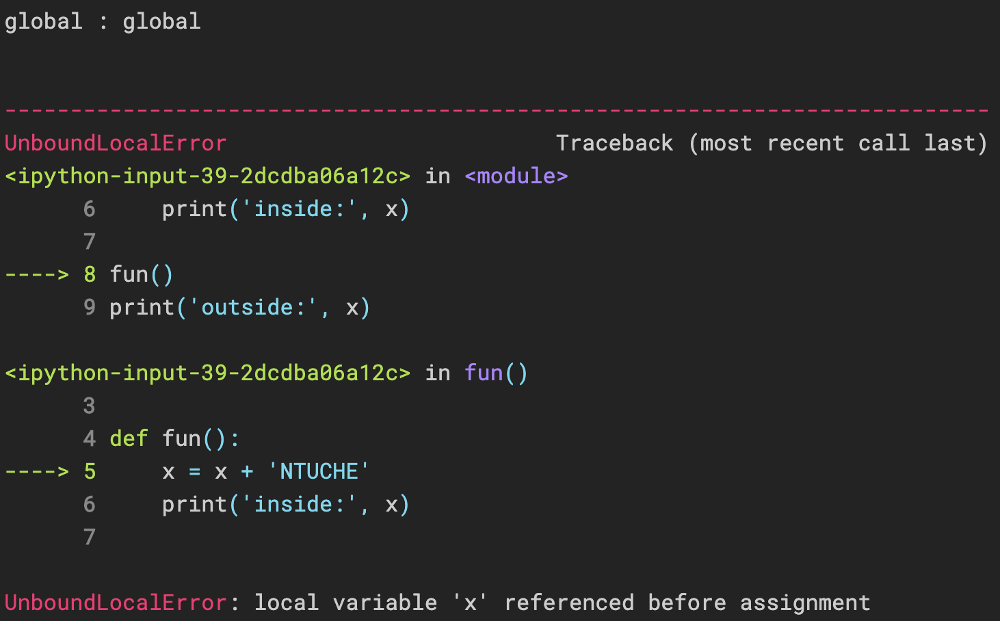 global : global
---------------------------------------------------------------------------
UnboundLocalError                         Traceback (most recent call last)
<ipython-input-39-2dcdba06a12c> in <module>
      6     print('inside:', x)
      7
----> 8 fun()
      9 print('outside:', x)
<ipython-input-39-2dcdba06a12c> in fun()
      3
      4 def fun():
----> 5     x = x + 'NTUCHE'
      6     print('inside:', x)
      7
UnboundLocalError: local variable 'x' referenced before assignment